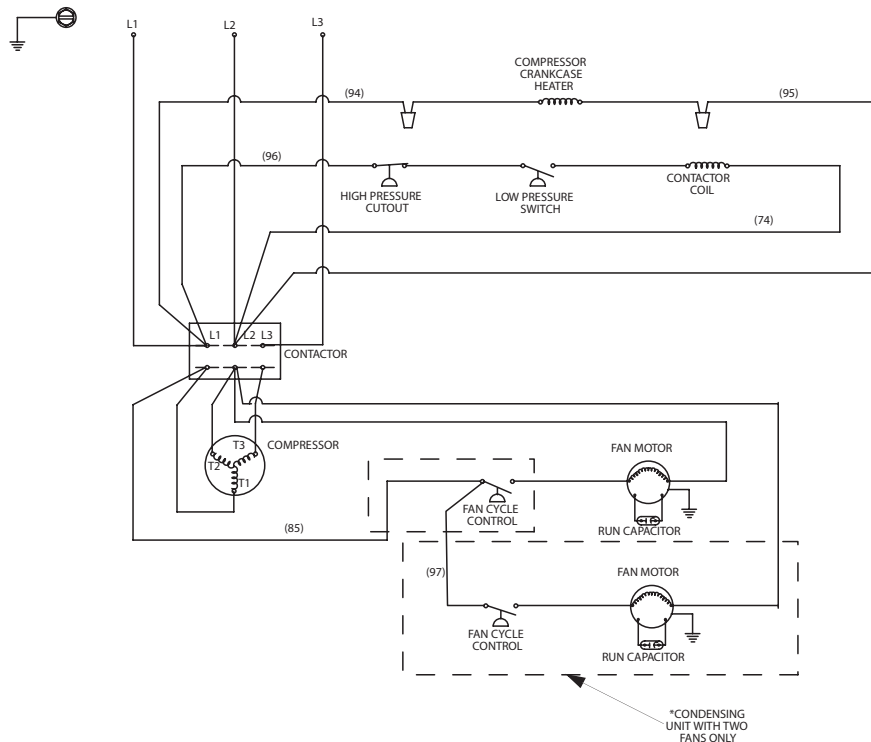 L1
L2
L3
COMPRESSOR
CRANKCASE
HEATER
(94)
(95)
(96)
HIGH PRESSURE
CUTOUT
LOW PRESSURE
SWITCH
CONTACTOR
COIL
(74)
L1
L2
L3
CONTACTOR
COMPRESSOR
T3
T2
T1
FAN MOTOR
FAN CYCLE
CONTROL
RUN CAPACITOR
(85)
(97)
FAN MOTOR
FAN CYCLE
CONTROL
RUN CAPACITOR
*CONDENSING
UNIT WITH TWO
FANS ONLY